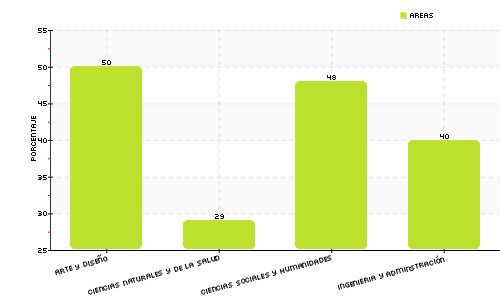 AREAS
PORCENTAJE
55
50
45
40
35
30
25
50
29
48
40
ARTE Y DISEÑO
CIENCIAS NATURALES Y DE LA SALUD
CIENCIAS SOCIALES Y HUMANIDADES
INGENIERIA Y ADMINSTRACIÓN